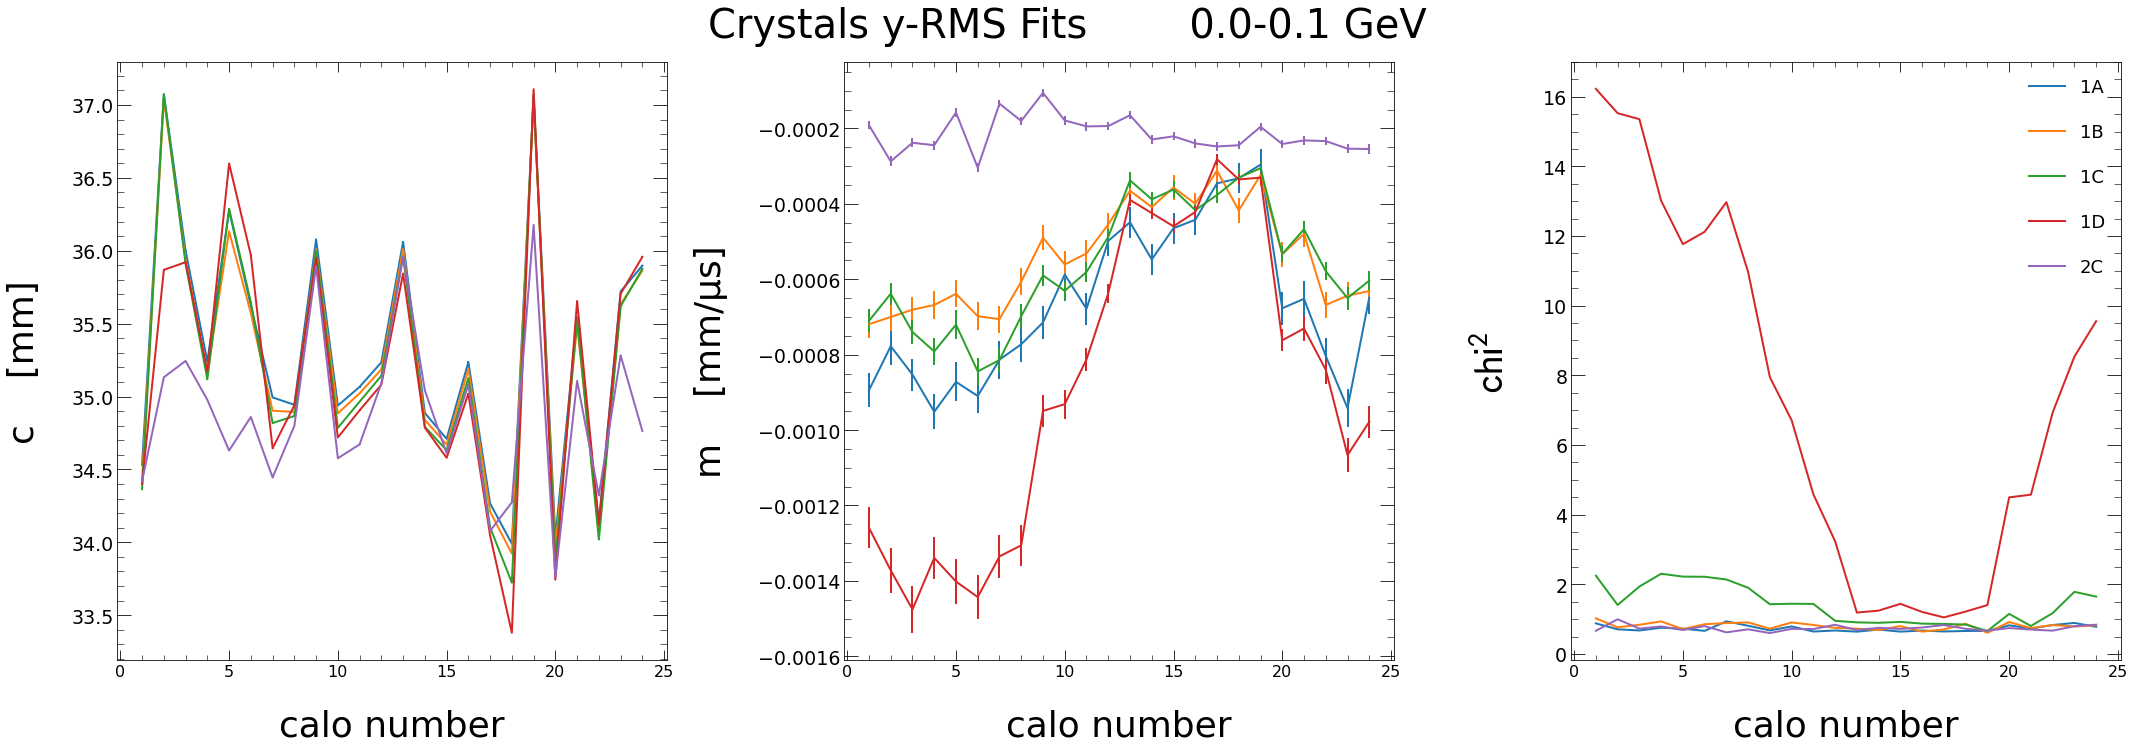 Crystals y-RMS Fits 0.0-0.1 GeV
c [mm]
37.0
36.5
36.0
35.5
35.0
34.5
34.0
33.5
0 5 10 15 20 25
calo number
m [mm/μs]
−0.0002
−0.0004
−0.0006
−0.0008
−0.0010
−0.0012
−0.0014
−0.0016
0 5 10 15 20 25
calo number
chi²
16
14
12
10
8
6
4
2
0
0 5 10 15 20 25
calo number
1A
1B
1C
1D
2C